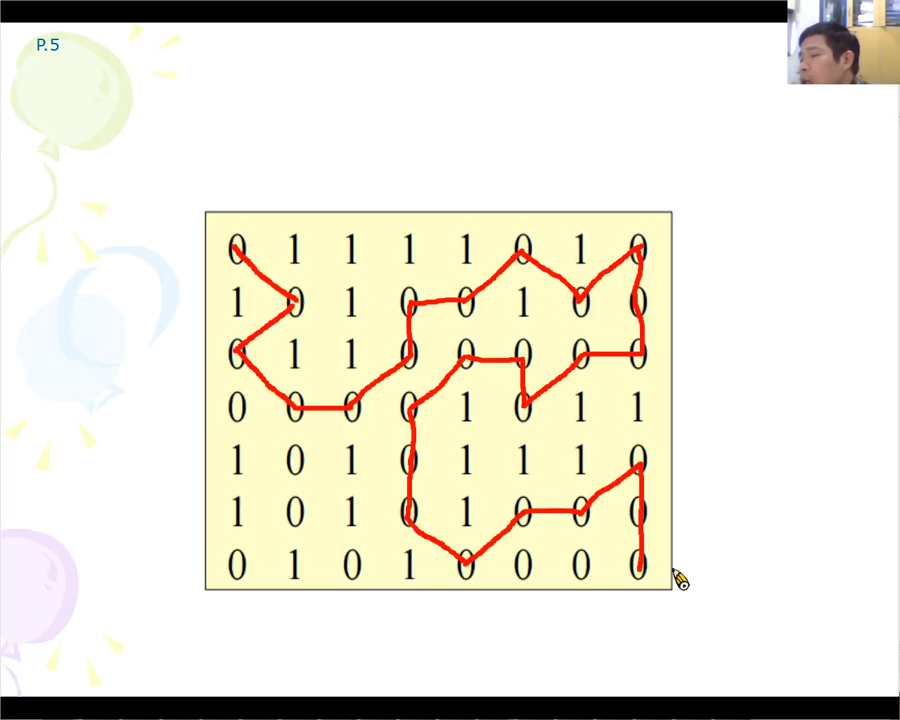 P.5
0 1 1 1 1 0 1 0
1 0 1 0 0 1 0 0
0 1 1 0 0 0 0 0
0 0 0 0 1 0 1 1
1 0 1 0 1 1 1 0
1 0 1 0 1 0 0 0
0 1 0 1 0 0 0 0